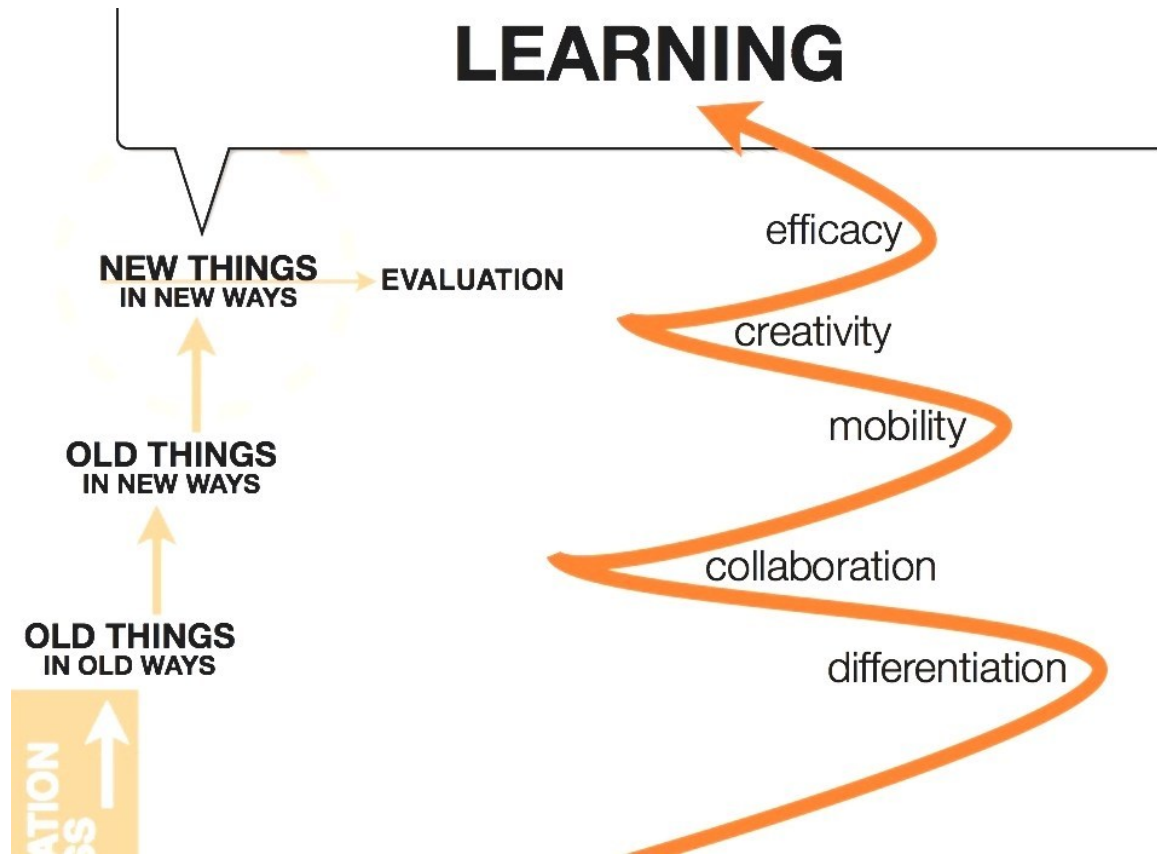 LEARNING
efficacy
NEW THINGS
IN NEW WAYS
EVALUATION
creativity
mobility
OLD THINGS
IN NEW WAYS
collaboration
OLD THINGS
IN OLD WAYS
differentiation